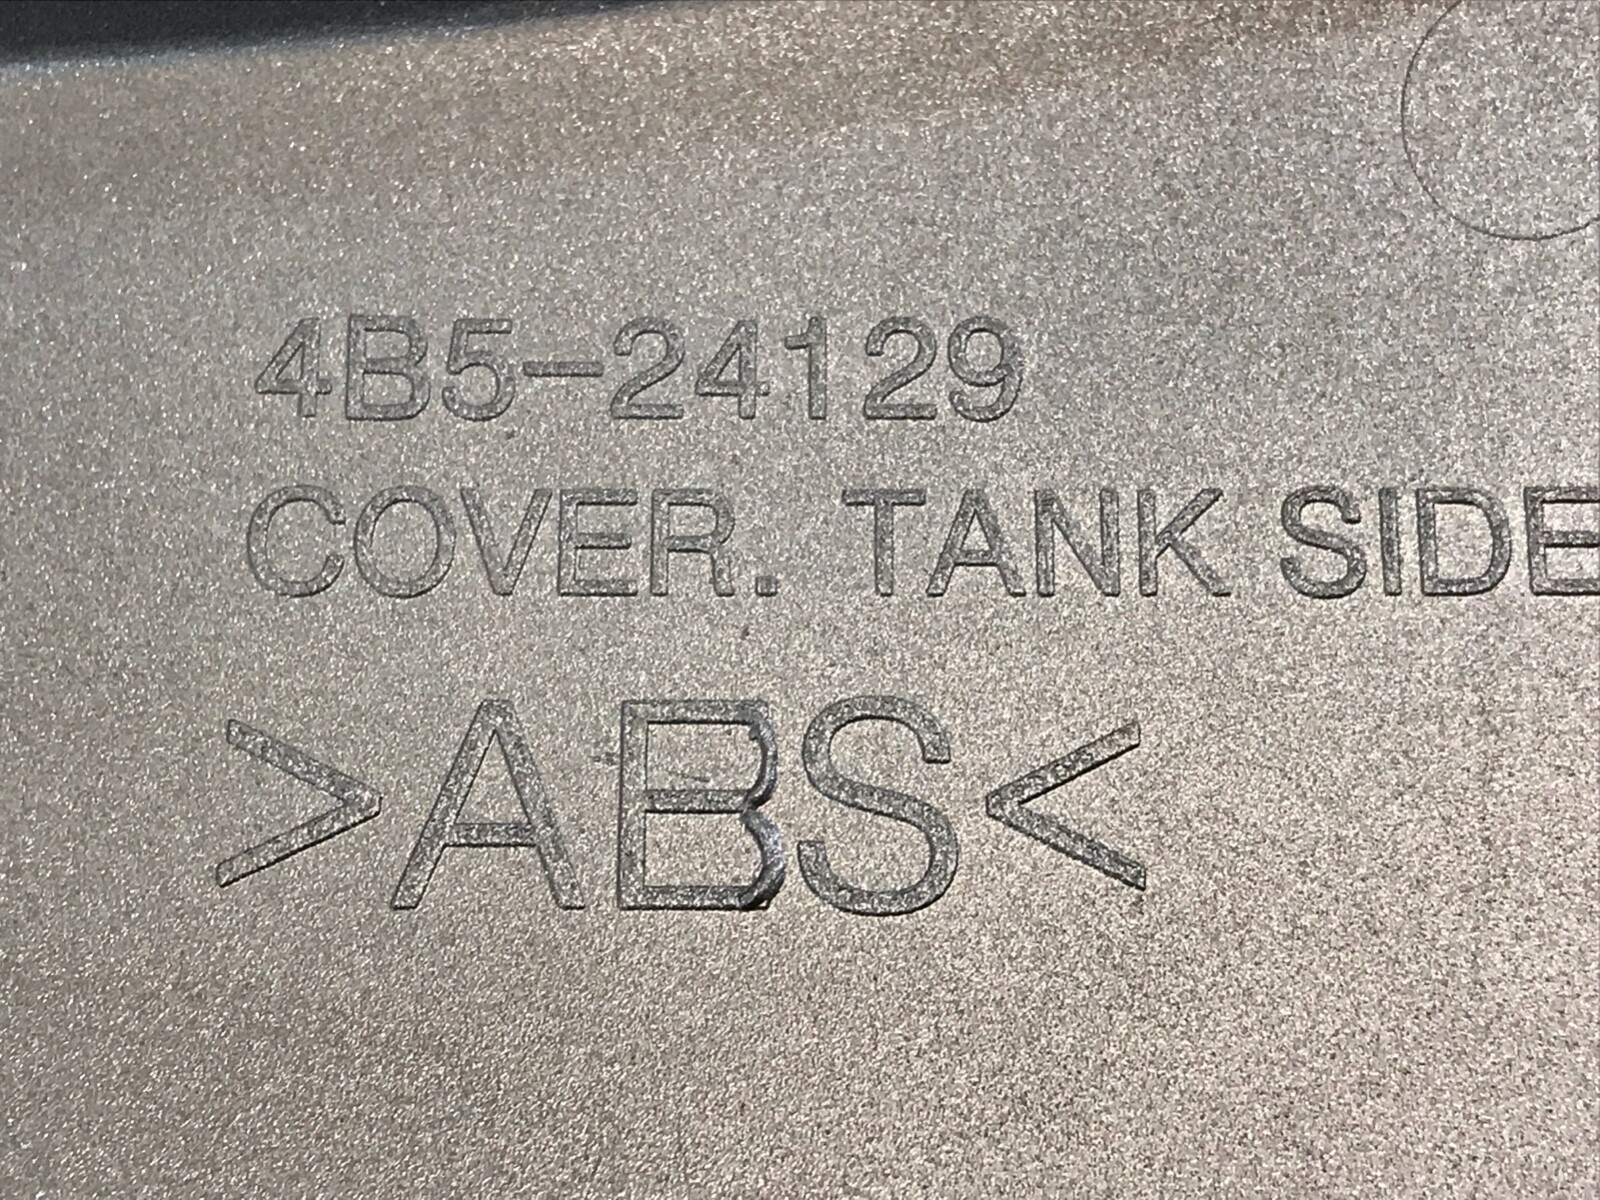 4B5-24129
COVER. TANK SIDE
>ABS<